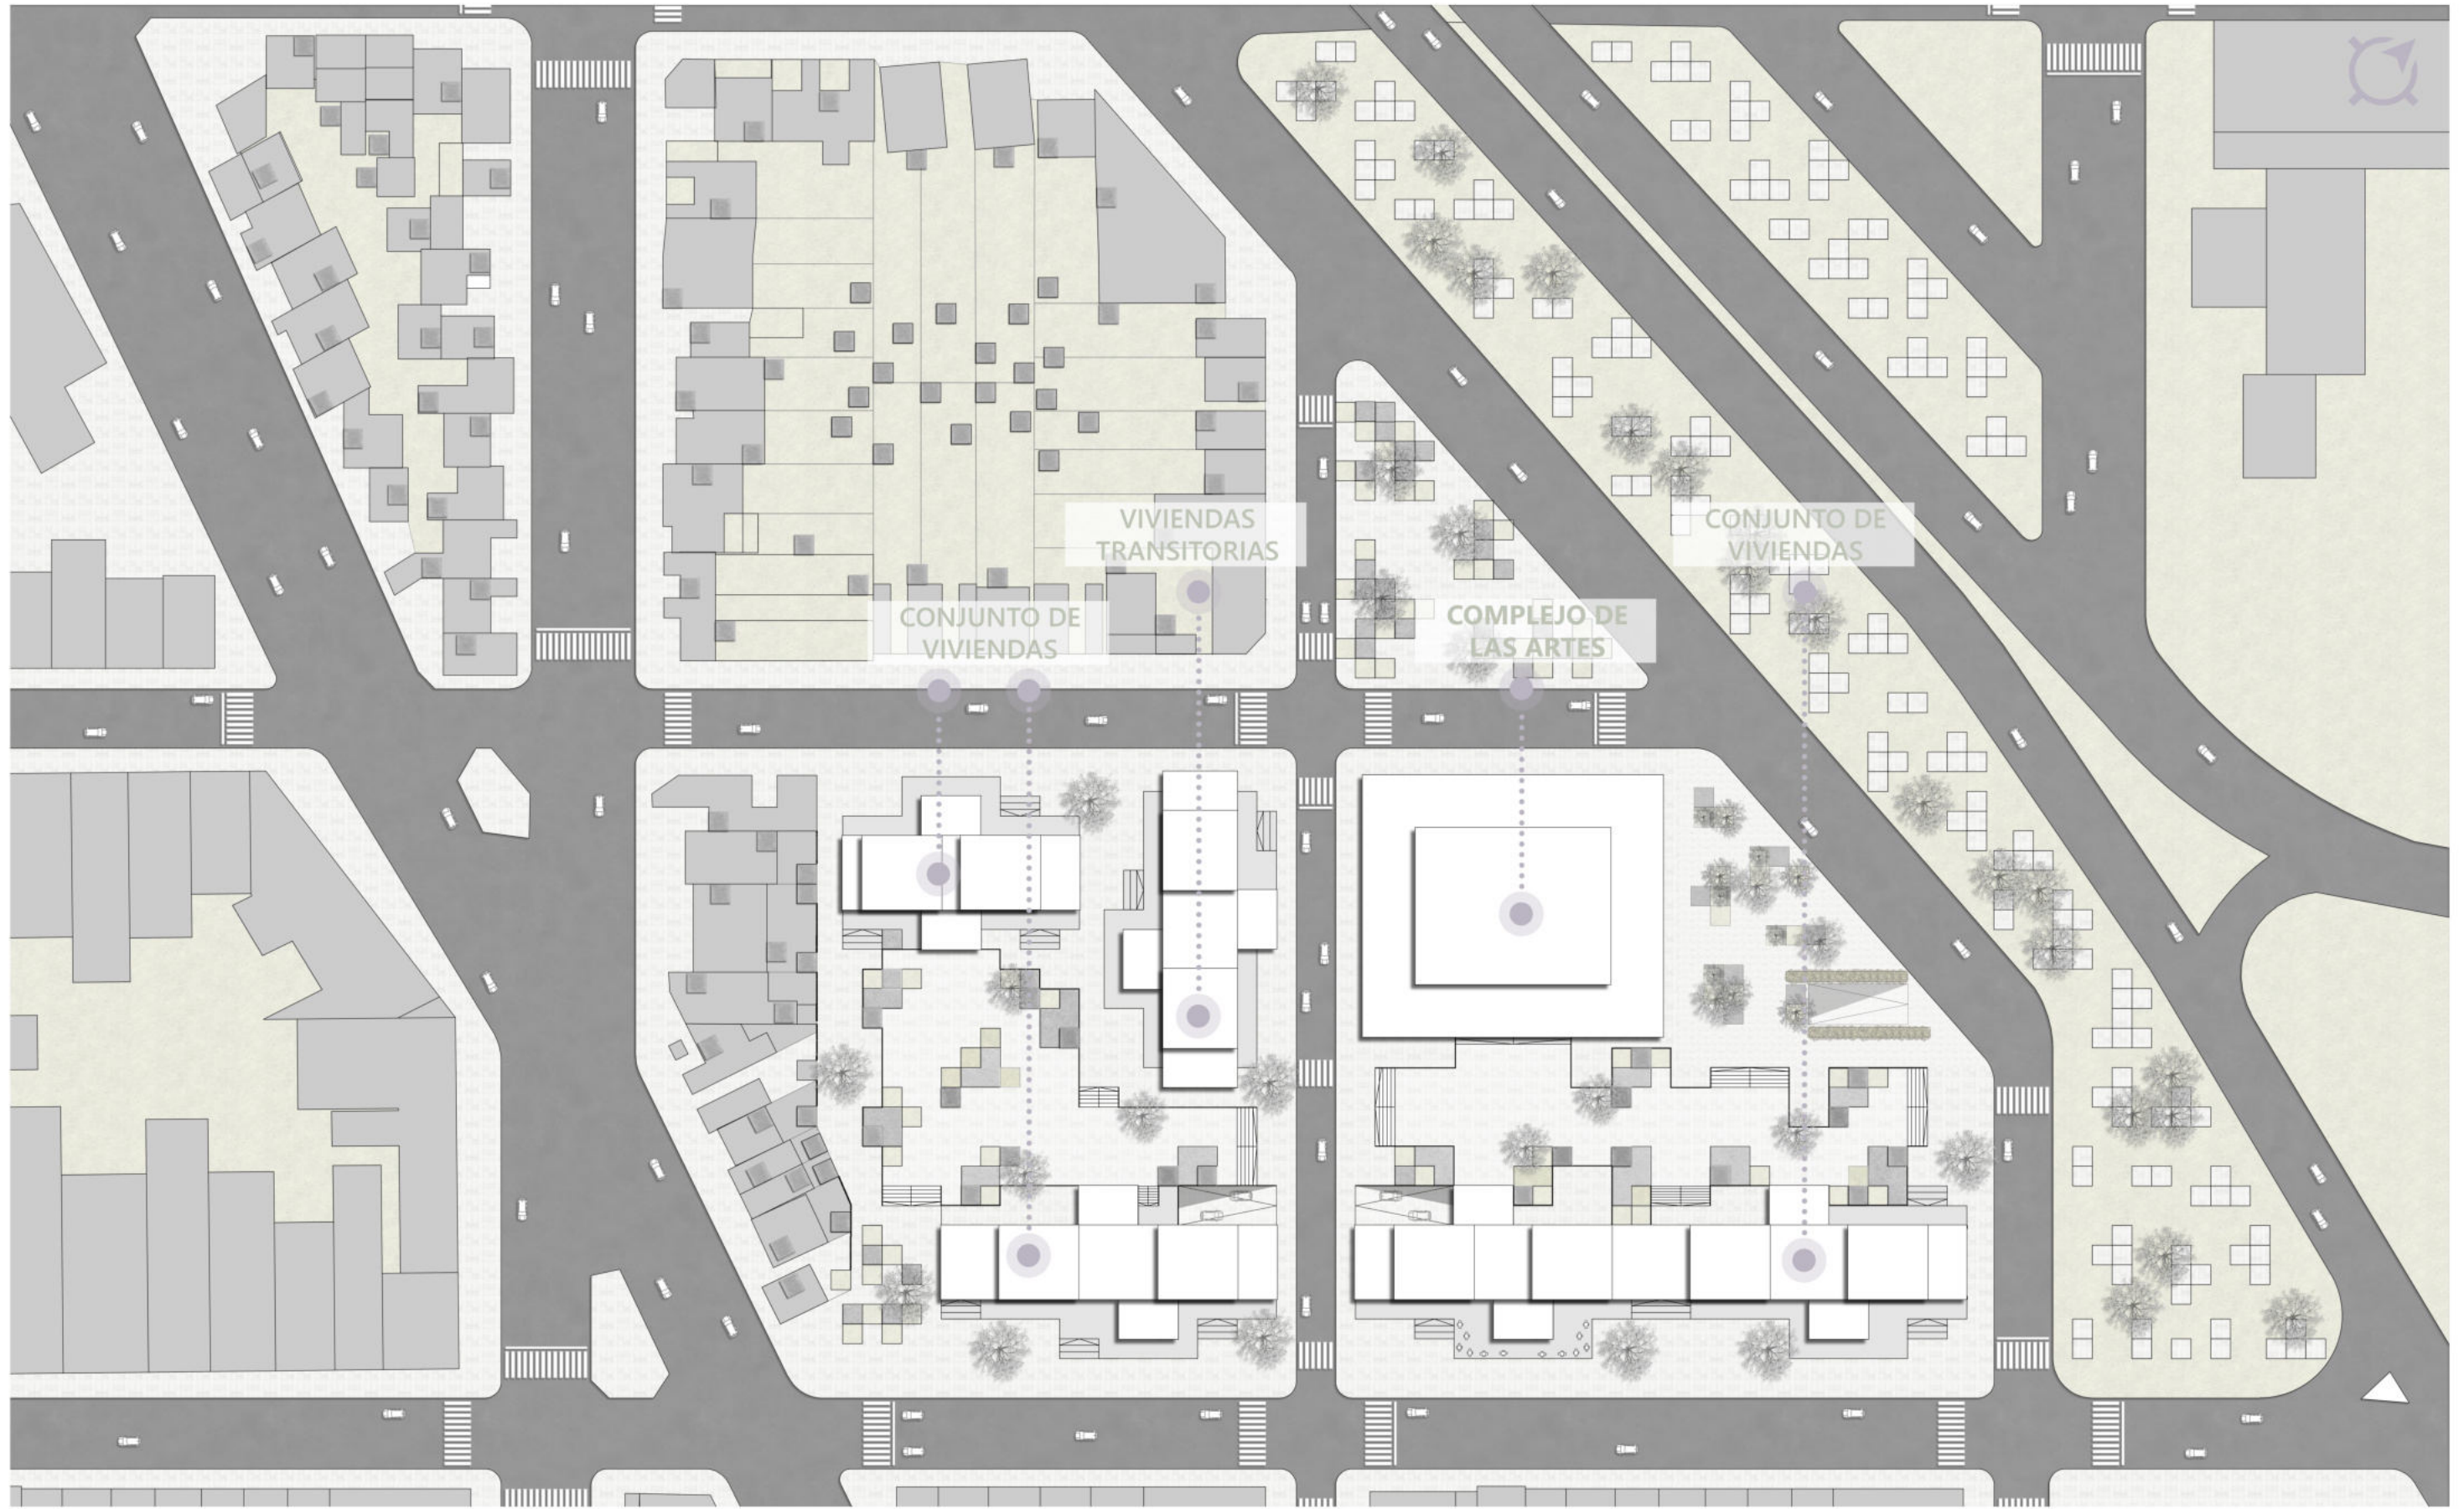 VIVIENDAS
TRANSITORIAS
CONJUNTO DE
VIVIENDAS
CONJUNTO DE
VIVIENDAS
COMPLEJO DE
LAS ARTES